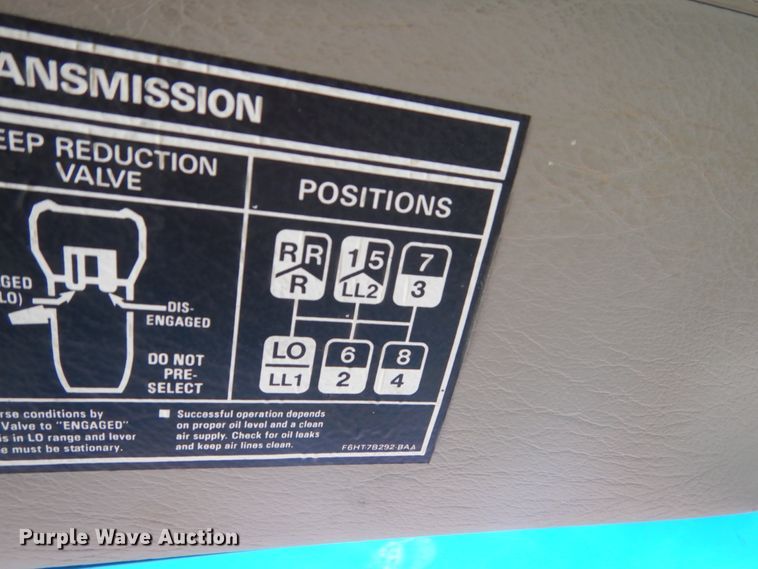 ANSMISSION
EEP REDUCTION
VALVE
POSITIONS
R R
R
1 5
LL2
7
3
GED
LO)
DIS-
ENGAGED
LO
LL1
6
2
8
4
DO NOT
PRE-
SELECT
rse conditions by
Valve to "ENGAGED"
is in LO range and lever
e must be stationary.
Successful operation depends
on proper oil level and a clean
air supply. Check for oil leaks
and keep air lines clean.
F6HT7B292-BAA
Purple Wave Auction